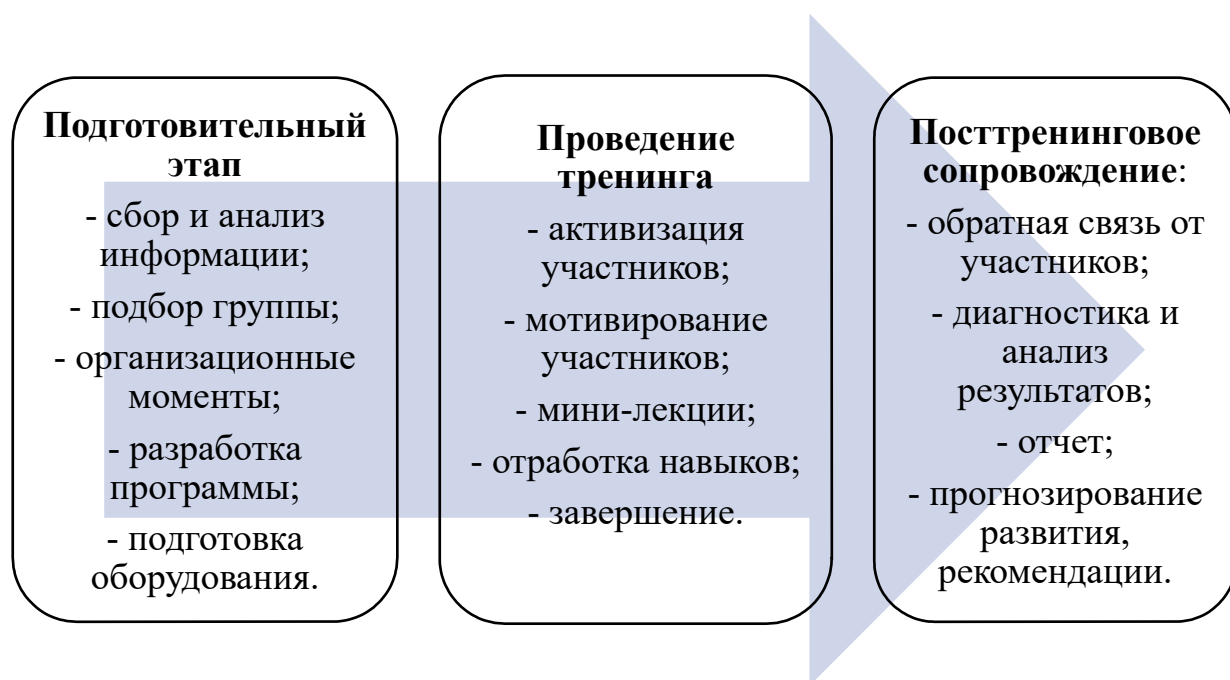 Подготовительный
этап
- сбор и анализ
информации;
- подбор группы;
- организационные
моменты;
- разработка
программы;
- подготовка
оборудования.
Проведение
тренинга
- активизация
участников;
- мотивирование
участников;
- мини-лекции;
- отработка навыков;
- завершение.
Посттренинговое
сопровождение:
- обратная связь от
участников;
- диагностика и
анализ
результатов;
- отчет;
- прогнозирование
развития,
рекомендации.